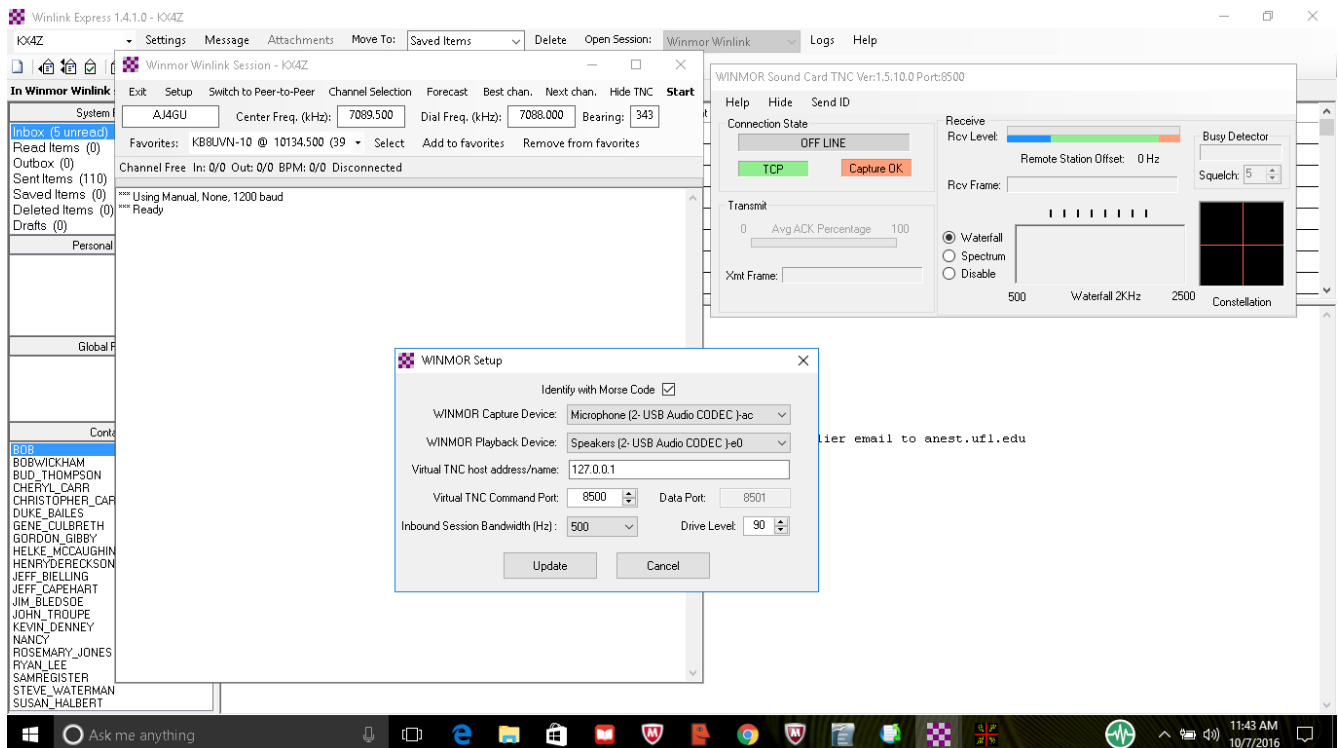 Winlink Express 1.4.1.0 - KX4Z
KX4Z Settings Message Attachments Move To: Saved Items Delete Open Session: Winmor Winlink Logs Help
In Winmor Winlink
System
Inbox (5 unread)
Read Items (0)
Outbox (0)
Sent Items (110)
Saved Items (0)
Deleted Items (0)
Drafts (0)
Personal
Global
BOB
BOBWICKHAM
BUD_THOMPSON
CHERYL_CARR
CHRISTOPHER_CAR
DUKE_BAILES
GENE_CULBRETH
GORDON_GIBBY
HELKE_MCCAUGHIN
HENRYDERECKSON
JEFF_BIELLING
JEFF_CAPEHART
JIM_BLEDSOE
JOHN_TROUPE
KEVIN_DENNEY
NANCY
ROSEMARY_JONES
RYAN_LEE
SAMREGISTER
STEVE_WATERMAN
SUSAN_HALBERT
Winmor Winlink Session - KX4Z
Exit Setup Switch to Peer-to-Peer Channel Selection Forecast Best chan. Next chan. Hide TNC Start
AJ4GU Center Freq. (kHz): 7089.500 Dial Freq. (kHz): 7088.000 Bearing: 343
Favorites: KB8UVN-10 @ 10134.500 (39 Select Add to favorites Remove from favorites
Channel Free In: 0/0 Out: 0/0 BPM: 0/0 Disconnected
*** Using Manual, None, 1200 baud
*** Ready
WINMOR Sound Card TNC Ver:1.5.10.0 Port:8500
Help Hide Send ID
Connection State
OFF LINE
TCP Capture OK
Transmit
0 Avg ACK Percentage 100
Xmt Frame:
Receive
Rcv Level:
Remote Station Offset: 0 Hz
Rcv Frame:
Busy Detector
Squelch: 5
Waterfall
Spectrum
Disable
500 Waterfall 2KHz 2500
Constellation
WINMOR Setup
Identify with Morse Code
WINMOR Capture Device: Microphone (2- USB Audio CODEC )-ac
WINMOR Playback Device: Speakers (2- USB Audio CODEC )-e0
Virtual TNC host address/name: 127.0.0.1
Virtual TNC Command Port: 8500 Data Port: 8501
Inbound Session Bandwidth (Hz) : 500 Drive Level: 90
Update Cancel
lier email to anest.ufl.edu
Ask me anything
11:43 AM
10/7/2016